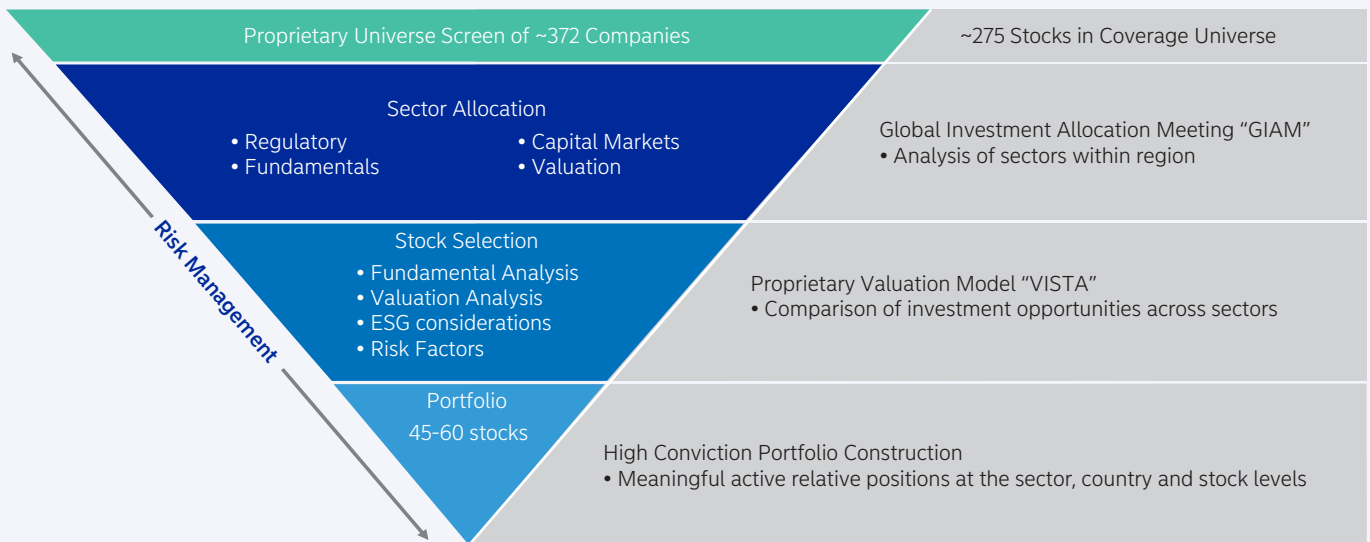 Proprietary Universe Screen of ~372 Companies
~275 Stocks in Coverage Universe
Sector Allocation
• Regulatory
• Fundamentals
• Capital Markets
• Valuation
Global Investment Allocation Meeting “GIAM”
• Analysis of sectors within region
Risk Management
Stock Selection
• Fundamental Analysis
• Valuation Analysis
• ESG considerations
• Risk Factors
Proprietary Valuation Model “VISTA”
• Comparison of investment opportunities across sectors
Portfolio
45-60 stocks
High Conviction Portfolio Construction
• Meaningful active relative positions at the sector, country and stock levels